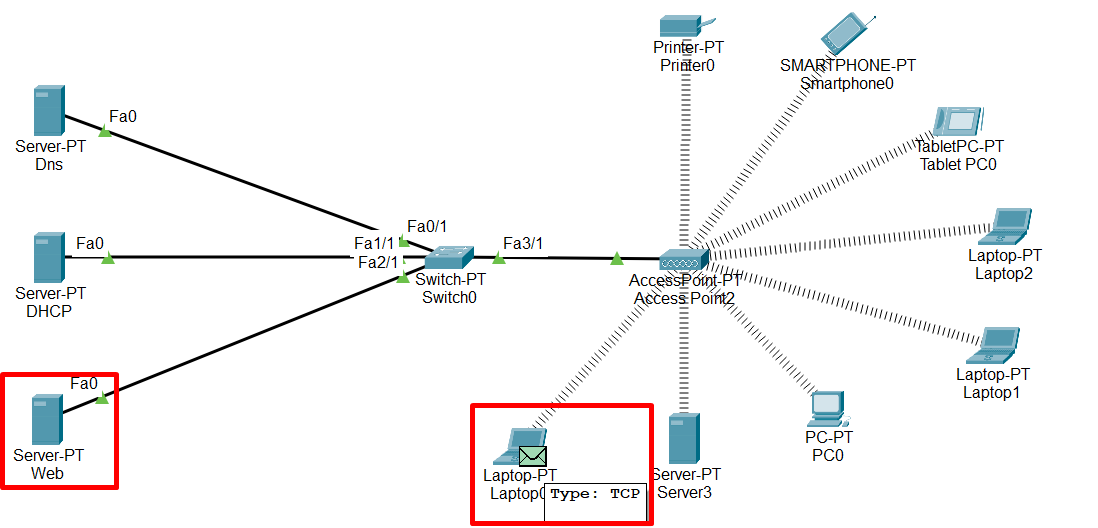 Printer-PT
Printer0
SMARTPHONE-PT
Smartphone0
Fa0
Server-PT
Dns
TabletPC-PT
Tablet PC0
Fa0/1
Fa0
Fa1/1
Fa2/1
Fa3/1
Server-PT
DHCP
Switch-PT
Switch0
AccessPoint-PT
Access Point2
Laptop-PT
Laptop2
Laptop-PT
Laptop1
Fa0
Server-PT
Web
Laptop-PT
Laptop0
Type: TCP
Server-PT
Server3
PC-PT
PC0